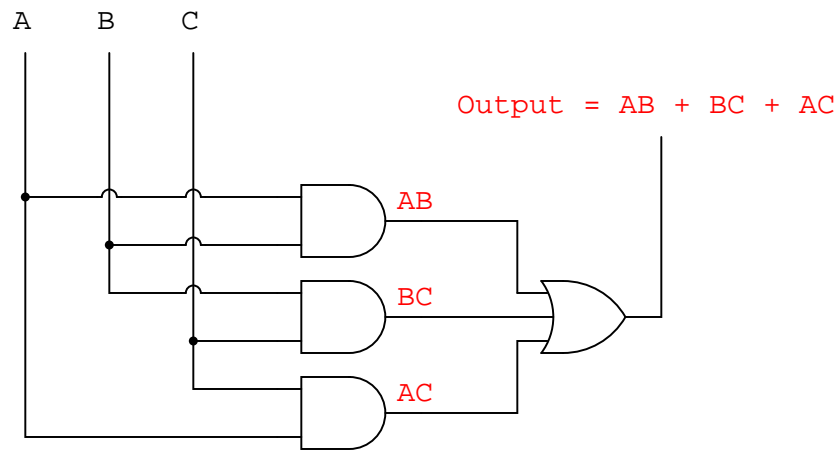 A B C
Output = AB + BC + AC
AB
BC
AC